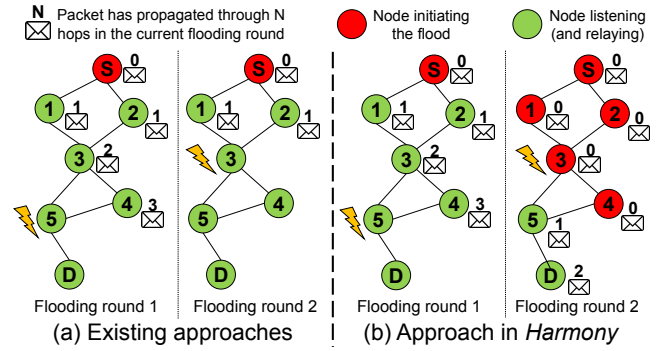 N Packet has propagated through N
hops in the current flooding round
Node initiating
the flood
Node listening
(and relaying)
S 0
1 1
2 1
3 2
4 3
5
D
Flooding round 1
S 0
1 1
2 1
3
4
5
D
Flooding round 2
(a) Existing approaches
S 0
1 1
2 1
3 2
4 3
5
D
Flooding round 1
S 0
1 0
2 0
3 0
4 0
5 1
D 2
Flooding round 2
(b) Approach in Harmony